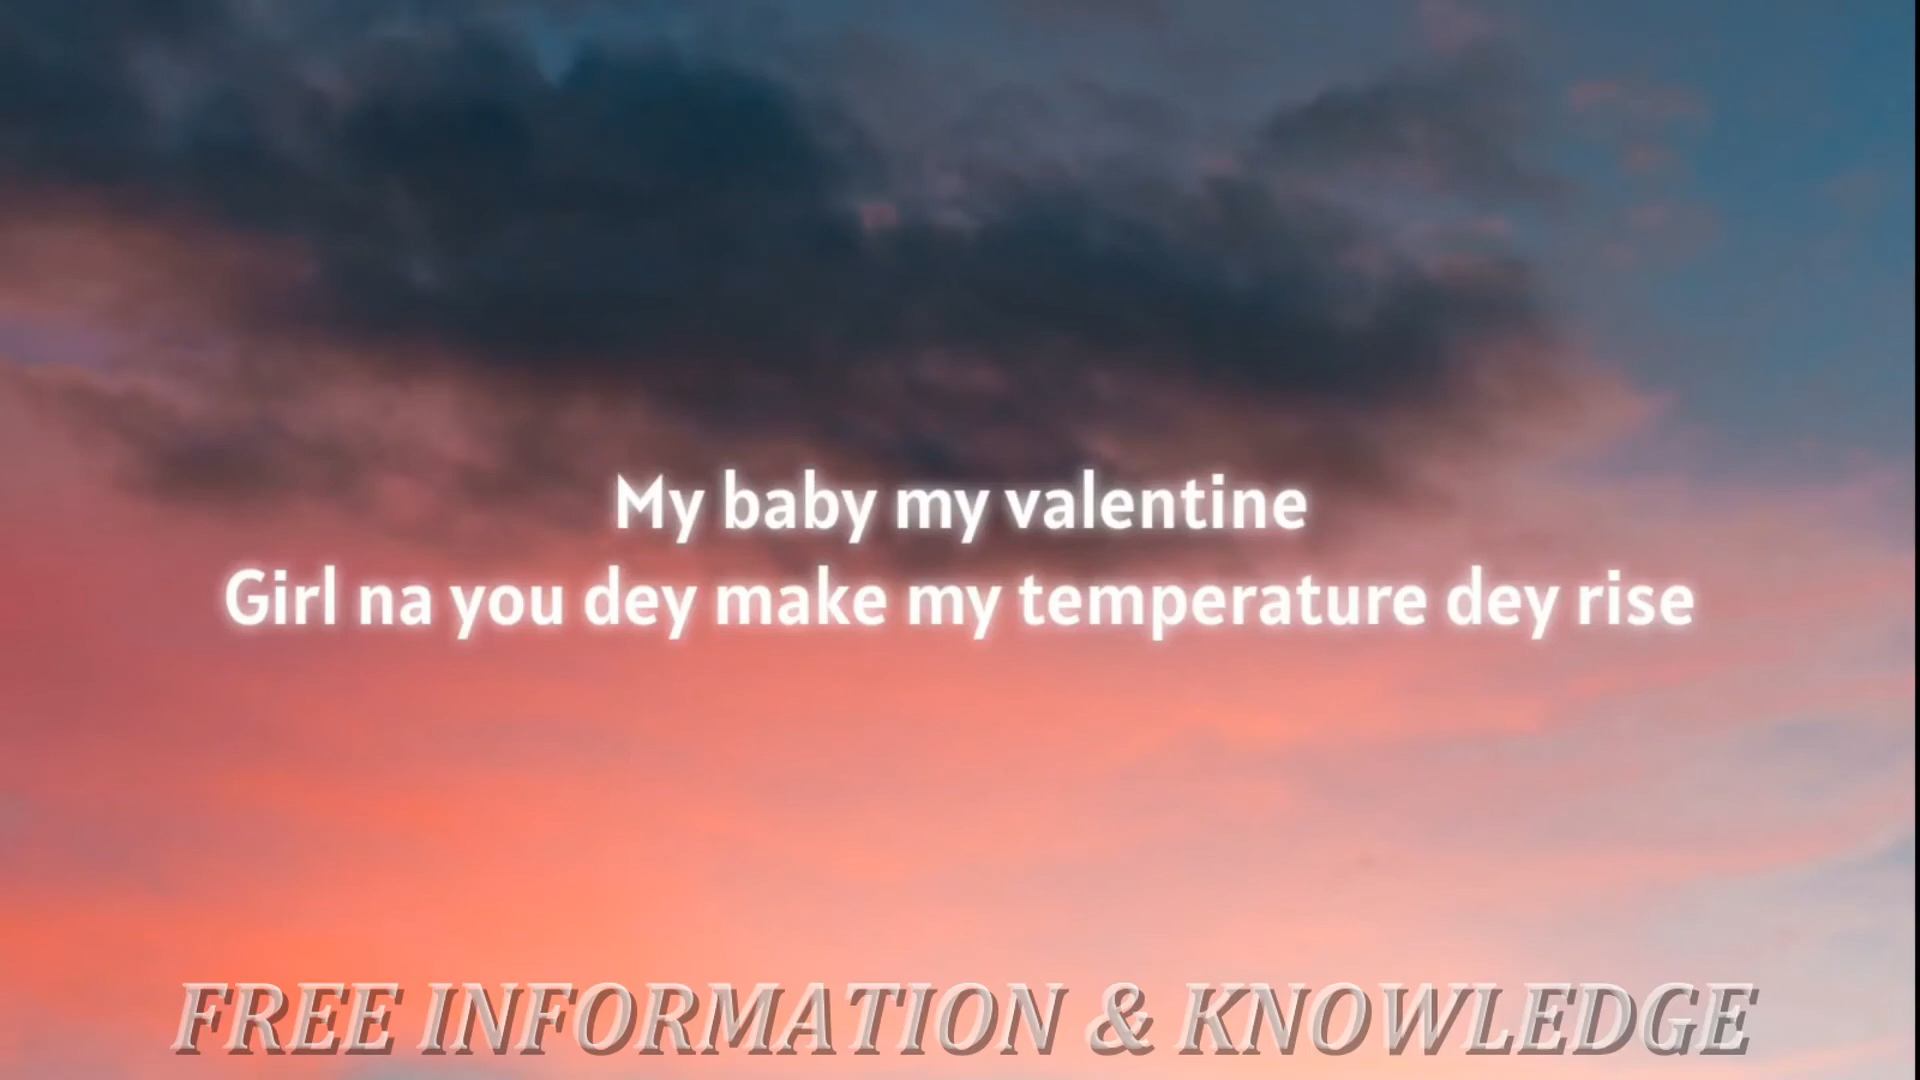 My baby my valentine
Girl na you dey make my temperature dey rise
FREE INFORMATION & KNOWLEDGE